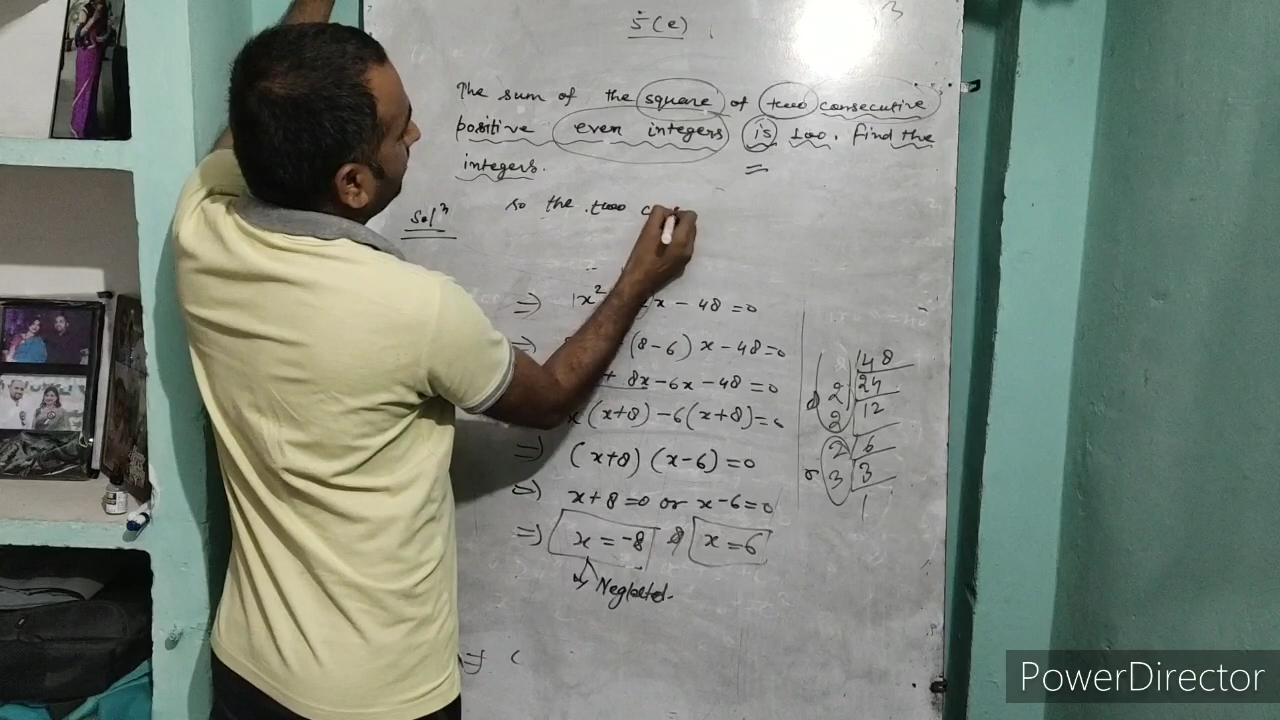 5(e)
The sum of the square of two consecutive
positive even integers is 100. Find the
integers.
Solⁿ so the two
=> x² x - 48 = 0
=> (8-6) x - 48 = 0
+ 8x - 6x - 48 = 0
x(x+8) - 6(x+8) = 0
=> (x+8) (x-6) = 0
=> x+8 = 0 or x-6 = 0
=> x = -8 x = 6
Neglected.
=> (
48
2 24
2 12
2 6
3 3
1
PowerDirector